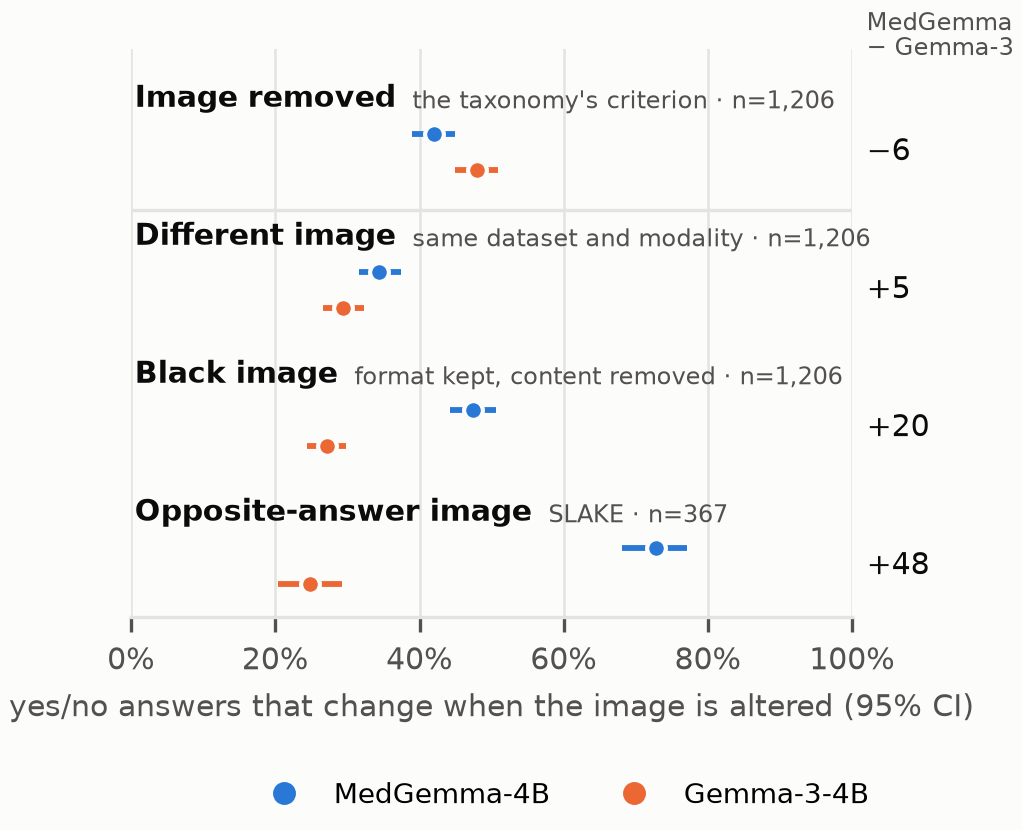 MedGemma
− Gemma-3
Image removed the taxonomy's criterion · n=1,206
−6
Different image same dataset and modality · n=1,206
+5
Black image format kept, content removed · n=1,206
+20
Opposite-answer image SLAKE · n=367
+48
0% 20% 40% 60% 80% 100%
yes/no answers that change when the image is altered (95% CI)
MedGemma-4B Gemma-3-4B